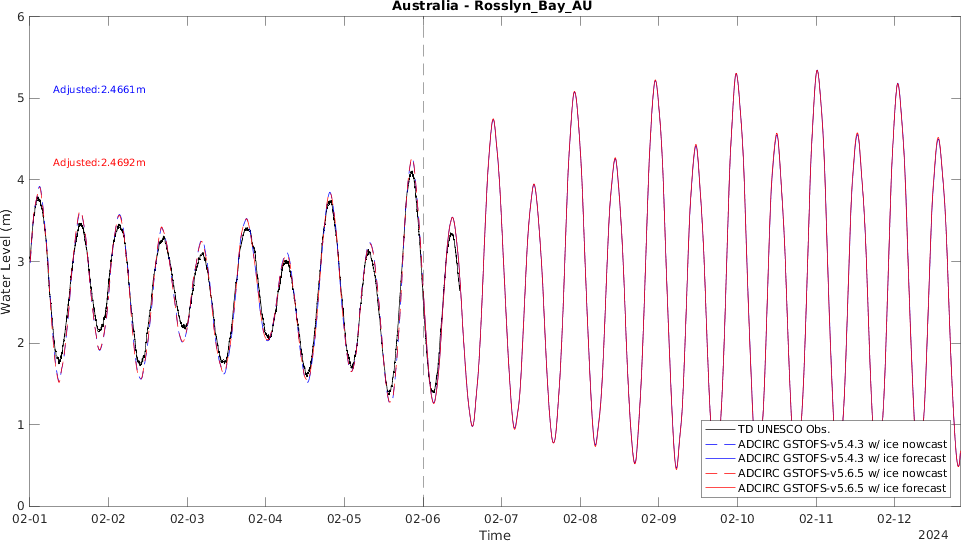 Australia - Rosslyn_Bay_AU
6
5
4
3
2
1
0
Water Level (m)
Adjusted:2.4661m
Adjusted:2.4692m
TD UNESCO Obs.
ADCIRC GSTOFS-v5.4.3 w/ ice nowcast
ADCIRC GSTOFS-v5.4.3 w/ ice forecast
ADCIRC GSTOFS-v5.6.5 w/ ice nowcast
ADCIRC GSTOFS-v5.6.5 w/ ice forecast
02-01 02-02 02-03 02-04 02-05 02-06 02-07 02-08 02-09 02-10 02-11 02-12
Time
2024